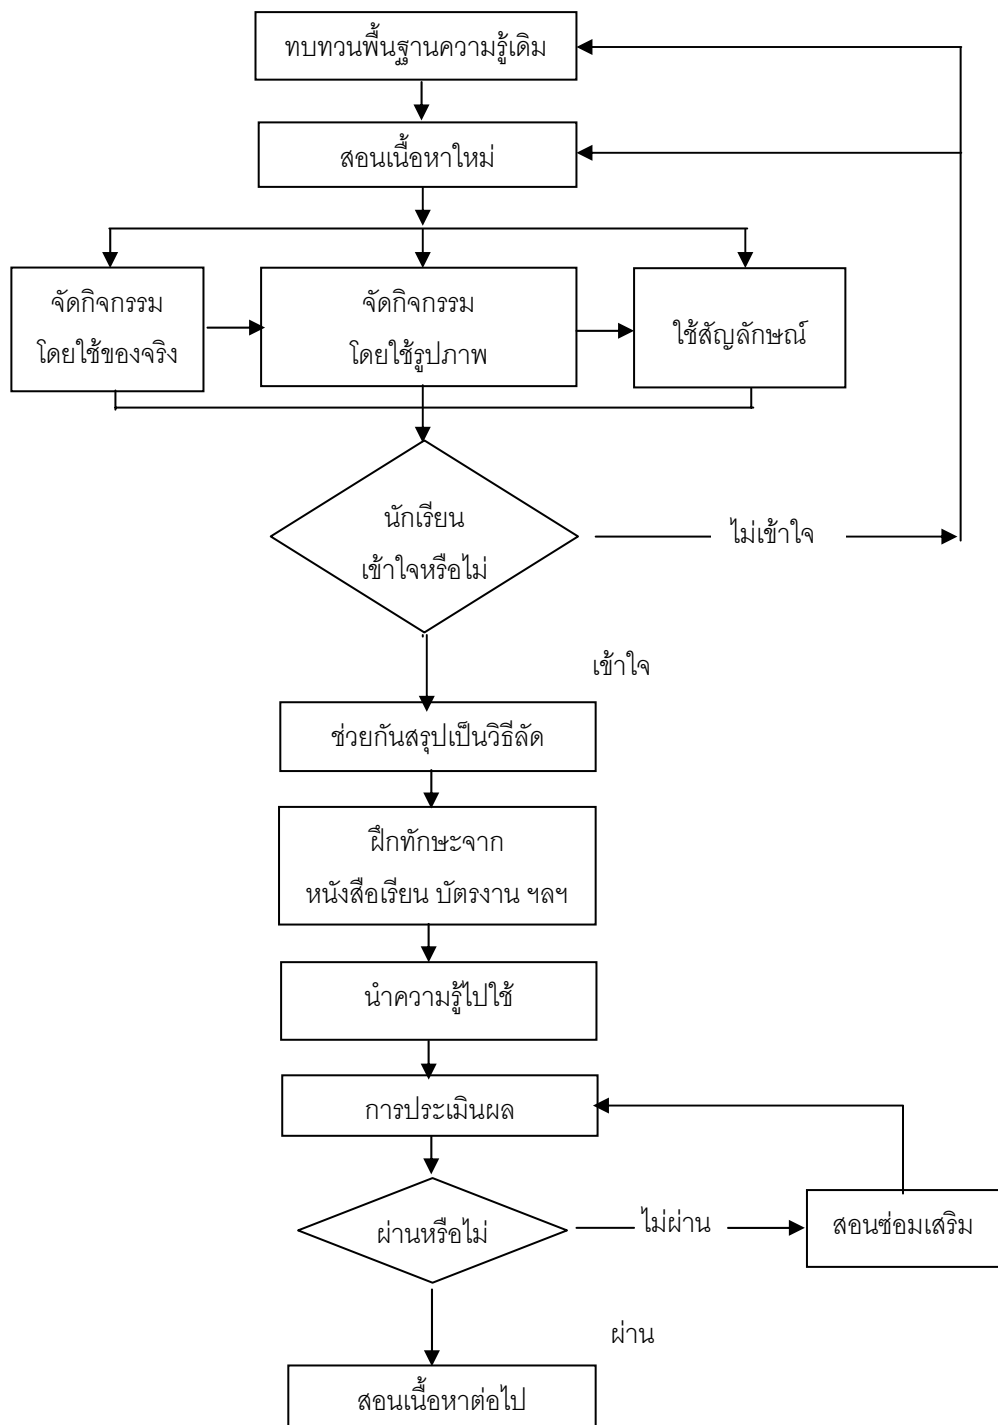 ทบทวนพื้นฐานความรู้เดิม
สอนเนื้อหาใหม่
จัดกิจกรรม
โดยใช้ของจริง
จัดกิจกรรม
โดยใช้รูปภาพ
ใช้สัญลักษณ์
นักเรียน
เข้าใจหรือไม่
ไม่เข้าใจ
เข้าใจ
ช่วยกันสรุปเป็นวิธีลัด
ฝึกทักษะจาก
หนังสือเรียน บัตรงาน ฯลฯ
นำความรู้ไปใช้
การประเมินผล
ผ่านหรือไม่
ไม่ผ่าน
สอนซ่อมเสริม
ผ่าน
สอนเนื้อหาต่อไป